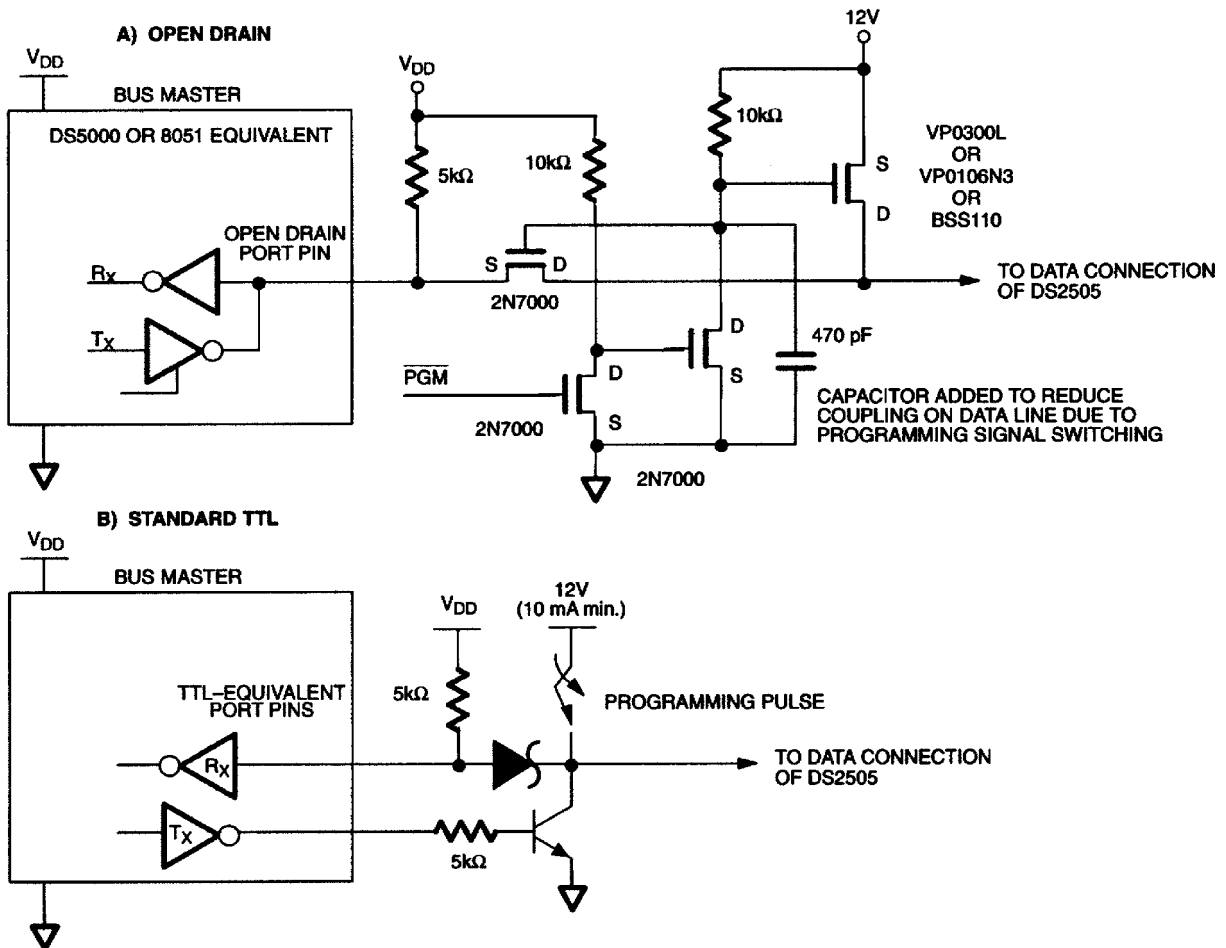 A) OPEN DRAIN
VDD
BUS MASTER
DS5000 OR 8051 EQUIVALENT
OPEN DRAIN
PORT PIN
RX
TX
VDD
5kΩ
10kΩ
S
D
2N7000
PGM
D
S
2N7000
12V
10kΩ
S
D
VP0300L
OR
VP0106N3
OR
BSS110
TO DATA CONNECTION
OF DS2505
D
S
2N7000
470 pF
CAPACITOR ADDED TO REDUCE
COUPLING ON DATA LINE DUE TO
PROGRAMMING SIGNAL SWITCHING
B) STANDARD TTL
VDD
BUS MASTER
TTL–EQUIVALENT
PORT PINS
RX
TX
VDD
5kΩ
5kΩ
12V
(10 mA min.)
PROGRAMMING PULSE
TO DATA CONNECTION
OF DS2505